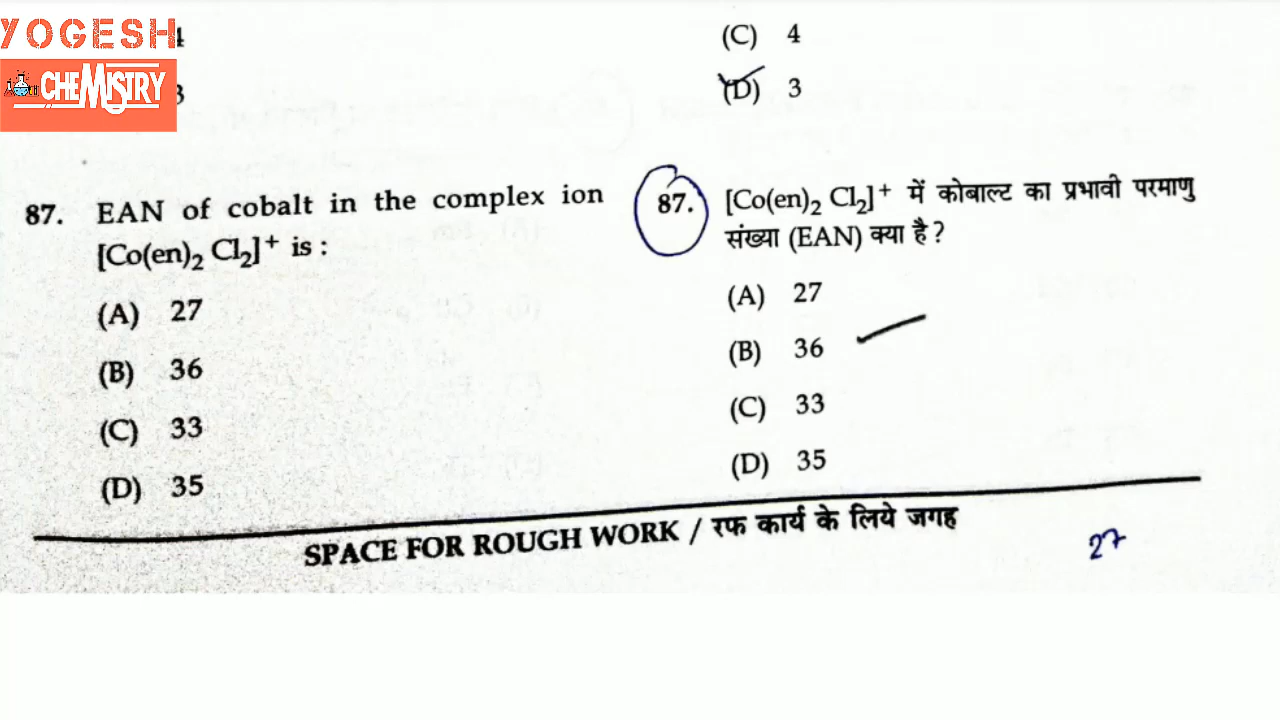 YOGESH
CHEMISTRY
4
3
(C) 4
(D) 3
87. EAN of cobalt in the complex ion
[Co(en)₂ Cl₂]⁺ is :
(A) 27
(B) 36
(C) 33
(D) 35
87. [Co(en)₂ Cl₂]⁺ में कोबाल्ट का प्रभावी परमाणु
संख्या (EAN) क्या है ?
(A) 27
(B) 36
(C) 33
(D) 35
SPACE FOR ROUGH WORK / रफ कार्य के लिये जगह
27